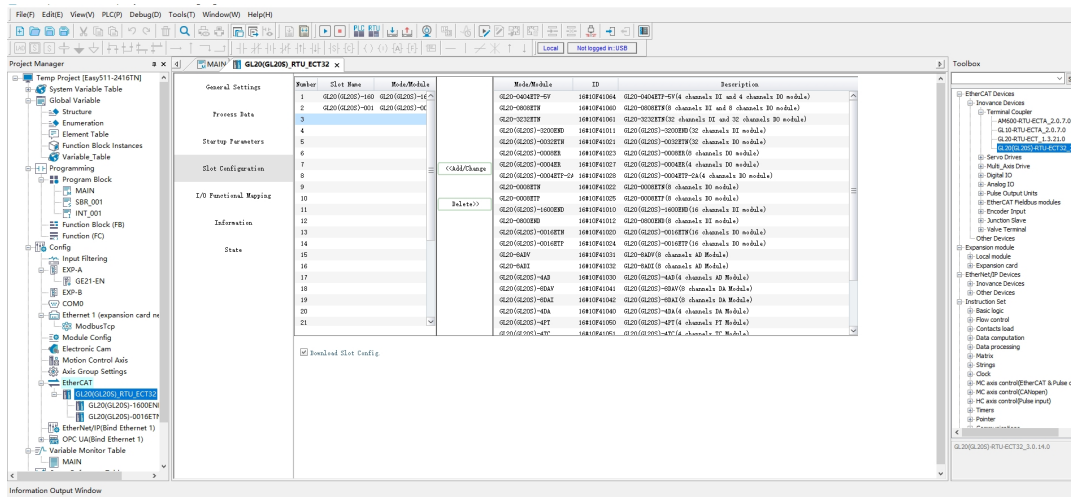 File(F) Edit(E) View(V) PLC(P) Debug(D) Tools(T) Window(W) Help(H)
Local Not logged in:USB
Project Manager
Temp Project [Easy511-2416TN]
System Variable Table
Global Variable
Structure
Enumeration
Element Table
Function Block Instances
Variable_Table
Programming
Program Block
MAIN
SBR_001
INT_001
Function Block (FB)
Function (FC)
Config
Input Filtering
EXP-A
GE21-EN
EXP-B
COM0
Ethernet 1 (expansion card ne
ModbusTcp
Module Config
Electronic Cam
Motion Control Axis
Axis Group Settings
EtherCAT
GL20(GL20S)_RTU_ECT32
GL20(GL20S)-1600ENI
GL20(GL20S)-0016ETN
EtherNet/IP(Bind Ethernet 1)
OPC UA(Bind Ethernet 1)
Variable Monitor Table
MAIN
MAIN GL20(GL20S)_RTU_ECT32
General Settings
Process Data
Startup Parameters
Slot Configuration
I/O Functional Mapping
Information
State
Number Slot Name Mode/Module
1 GL20(GL20S)-160 GL20(GL20S)-16
2 GL20(GL20S)-001 GL20(GL20S)-00
3
4
5
6
7
8
9
10
11
12
13
14
15
16
17
18
19
20
21
<<Add/Change
Delete>>
Mode/Module ID Description
GL20-0404ETP-5V 16#10F41064 GL20-0404ETP-5V(4 channels DI and 4 channels DO module)
GL20-0808ETN 16#10F41060 GL20-0808ETN(8 channels DI and 8 channels DO module)
GL20-3232ETN 16#10F41061 GL20-3232ETN(32 channels DI and 32 channels DO module)
GL20(GL20S)-3200END 16#10F41011 GL20(GL20S)-3200END(32 channels DI module)
GL20(GL20S)-0032ETN 16#10F41021 GL20(GL20S)-0032ETN(32 channels DO module)
GL20(GL20S)-0008ER 16#10F41023 GL20(GL20S)-0008ER(8 channels DO module)
GL20(GL20S)-0004ER 16#10F41027 GL20(GL20S)-0004ER(4 channels DO module)
GL20(GL20S)-0004ETP-2A 16#10F41028 GL20(GL20S)-0004ETP-2A(4 channels DO module)
GL20-0008ETN 16#10F41022 GL20-0008ETN(8 channels DO module)
GL20-0008ETP 16#10F41025 GL20-0008ETP(8 channels DO module)
GL20(GL20S)-1600END 16#10F41010 GL20(GL20S)-1600END(16 channels DI module)
GL20-0800END 16#10F41012 GL20-0800END(8 channels DI module)
GL20(GL20S)-0016ETN 16#10F41020 GL20(GL20S)-0016ETN(16 channels DO module)
GL20(GL20S)-0016ETP 16#10F41024 GL20(GL20S)-0016ETP(16 channels DO module)
GL20-8ADV 16#10F41031 GL20-8ADV(8 channels AD Module)
GL20-8ADI 16#10F41032 GL20-8ADI(8 channels AD Module)
GL20(GL20S)-4AD 16#10F41030 GL20(GL20S)-4AD(4 channels AD Module)
GL20(GL20S)-8DAV 16#10F41041 GL20(GL20S)-8DAV(8 channels DA Module)
GL20(GL20S)-8DAI 16#10F41042 GL20(GL20S)-8DAI(8 channels DA Module)
GL20(GL20S)-4DA 16#10F41040 GL20(GL20S)-4DA(4 channels DA Module)
GL20(GL20S)-4PT 16#10F41050 GL20(GL20S)-4PT(4 channels PT Module)
GL20(GL20S)-4TC 16#10F41051 GL20(GL20S)-4TC(4 channels TC Module)
Download Slot Config
Toolbox
EtherCAT Devices
Inovance Devices
Terminal Coupler
AM600-RTU-ECTA_2.0.7.0
GL10-RTU-ECTA_2.0.7.0
GL20-RTU-ECT_1.3.21.0
GL20(GL20S)-RTU-ECT32_3
Servo Drives
Multi_Axis Drive
Digital IO
Analog IO
Pulse Output Units
EtherCAT Fieldbus modules
Encoder Input
Junction Slave
Valve Terminal
Other Devices
Expansion module
Local module
Expansion card
EtherNet/IP Devices
Inovance Devices
Other Devices
Instruction Set
Basic logic
Flow control
Contacts load
Data computation
Data processing
Matrix
Strings
Clock
MC axis control(EtherCAT & Pulse o
MC axis control(CANopen)
HC axis control(Pulse input)
Timers
Pointer
GL20(GL20S)-RTU-ECT32_3.0.14.0
Information Output Window